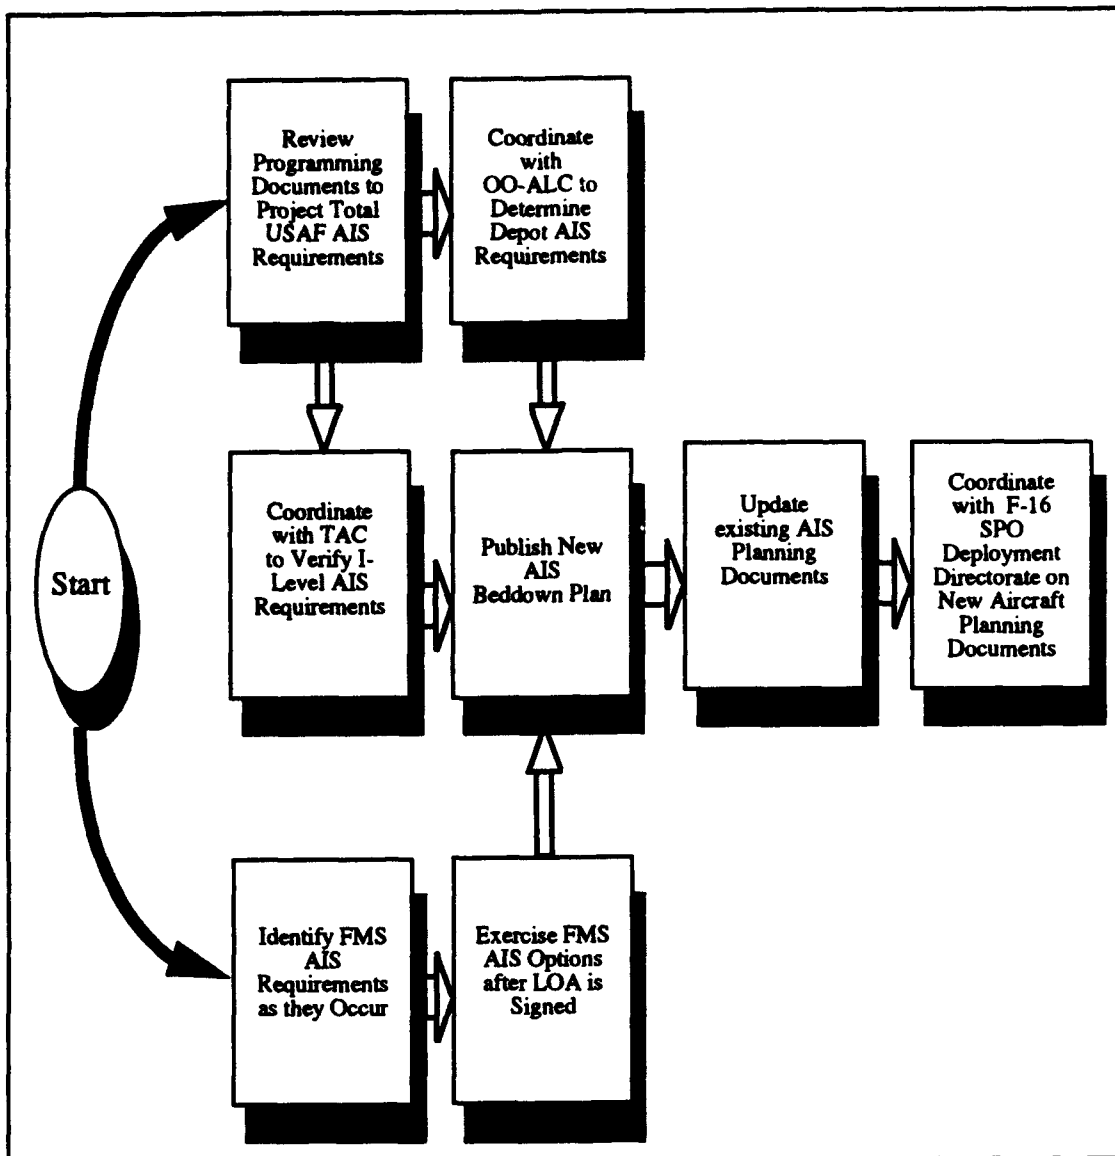 Start
Review
Programming
Documents to
Project Total
USAF AIS
Requirements
Coordinate
with
OO-ALC to
Determine
Depot AIS
Requirements
Coordinate
with TAC
to Verify I-
Level AIS
Requirements
Publish New
AIS
Beddown Plan
Update
existing AIS
Planning
Documents
Coordinate
with F-16
SPO
Deployment
Directorate on
New Aircraft
Planning
Documents
Identify FMS
AIS
Requirements
as they Occur
Exercise FMS
AIS Options
after LOA is
Signed